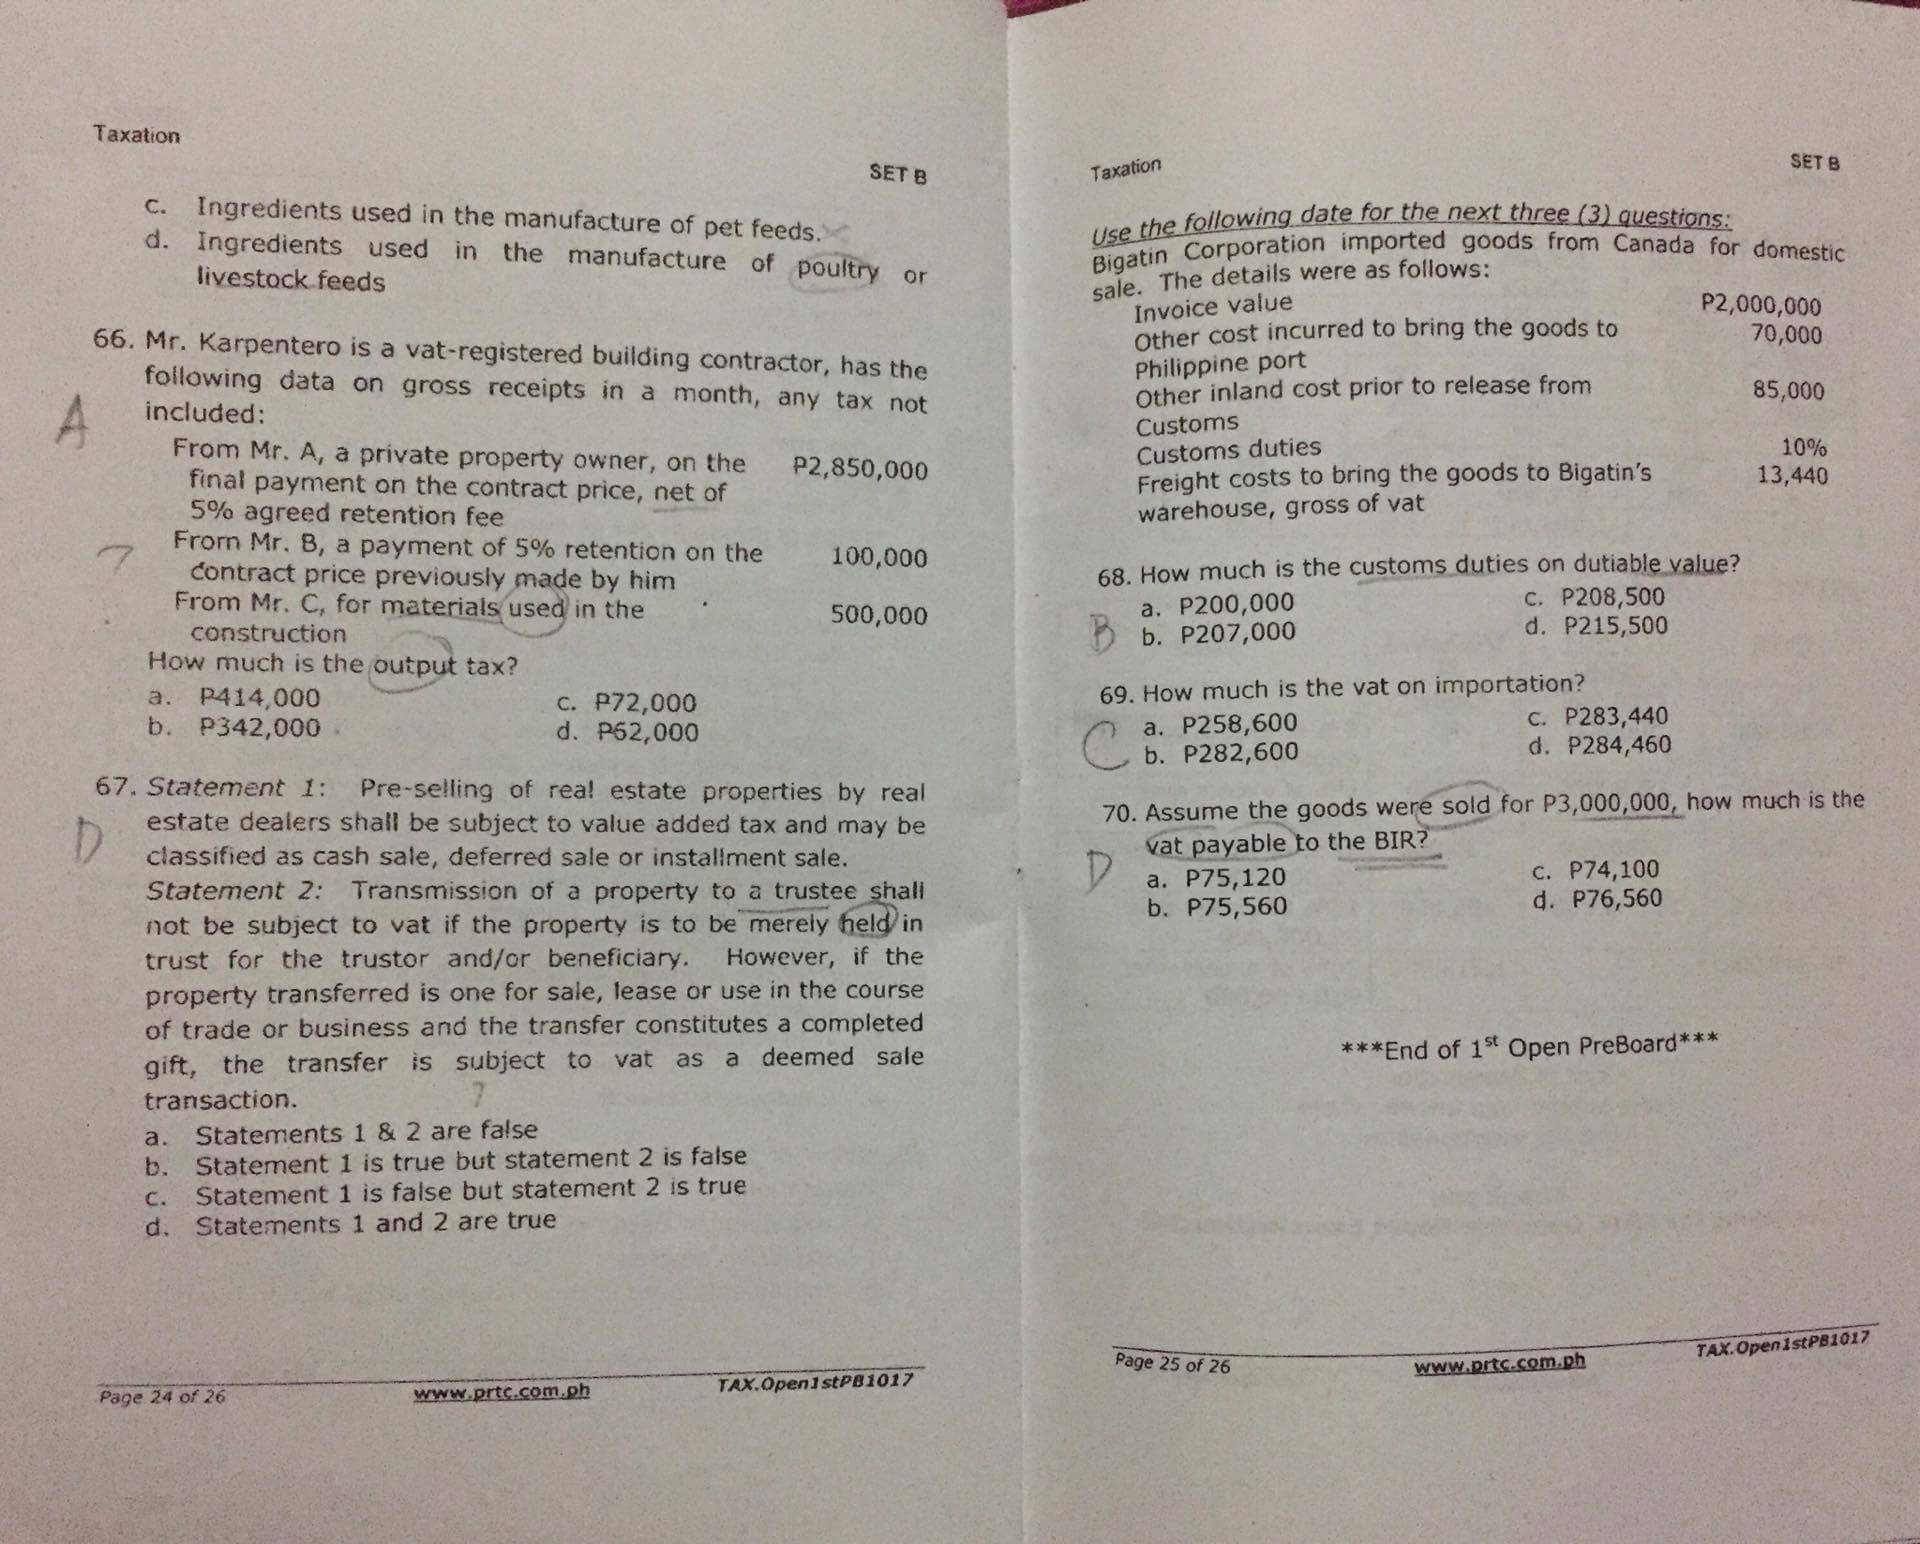 Taxation
SET B
c. Ingredients used in the manufacture of pet feeds.
d. Ingredients used in the manufacture of poultry or
livestock feeds
66. Mr. Karpentero is a vat-registered building contractor, has the
following data on gross receipts in a month, any tax not
included:
A
From Mr. A, a private property owner, on the P2,850,000
final payment on the contract price, net of
5% agreed retention fee
From Mr. B, a payment of 5% retention on the 100,000
contract price previously made by him
From Mr. C, for materials used in the 500,000
construction
How much is the output tax?
a. P414,000 c. P72,000
b. P342,000 d. P62,000
67. Statement 1: Pre-selling of real estate properties by real
estate dealers shall be subject to value added tax and may be
D
classified as cash sale, deferred sale or installment sale.
Statement 2: Transmission of a property to a trustee shall
not be subject to vat if the property is to be merely held in
trust for the trustor and/or beneficiary. However, if the
property transferred is one for sale, lease or use in the course
of trade or business and the transfer constitutes a completed
gift, the transfer is subject to vat as a deemed sale
transaction.
a. Statements 1 & 2 are false
b. Statement 1 is true but statement 2 is false
c. Statement 1 is false but statement 2 is true
d. Statements 1 and 2 are true
Page 24 of 26 www.prtc.com.ph TAX.Open1stPB1017
Taxation
SET B
Use the following date for the next three (3) questions:
Bigatin Corporation imported goods from Canada for domestic
sale. The details were as follows:
Invoice value P2,000,000
Other cost incurred to bring the goods to 70,000
Philippine port
Other inland cost prior to release from 85,000
Customs
Customs duties 10%
Freight costs to bring the goods to Bigatin's 13,440
warehouse, gross of vat
68. How much is the customs duties on dutiable value?
a. P200,000 c. P208,500
B
b. P207,000 d. P215,500
69. How much is the vat on importation?
a. P258,600 c. P283,440
C
b. P282,600 d. P284,460
70. Assume the goods were sold for P3,000,000, how much is the
vat payable to the BIR?
D
a. P75,120 c. P74,100
b. P75,560 d. P76,560
***End of 1st Open PreBoard***
Page 25 of 26 www.prtc.com.ph TAX.Open1stPB1017